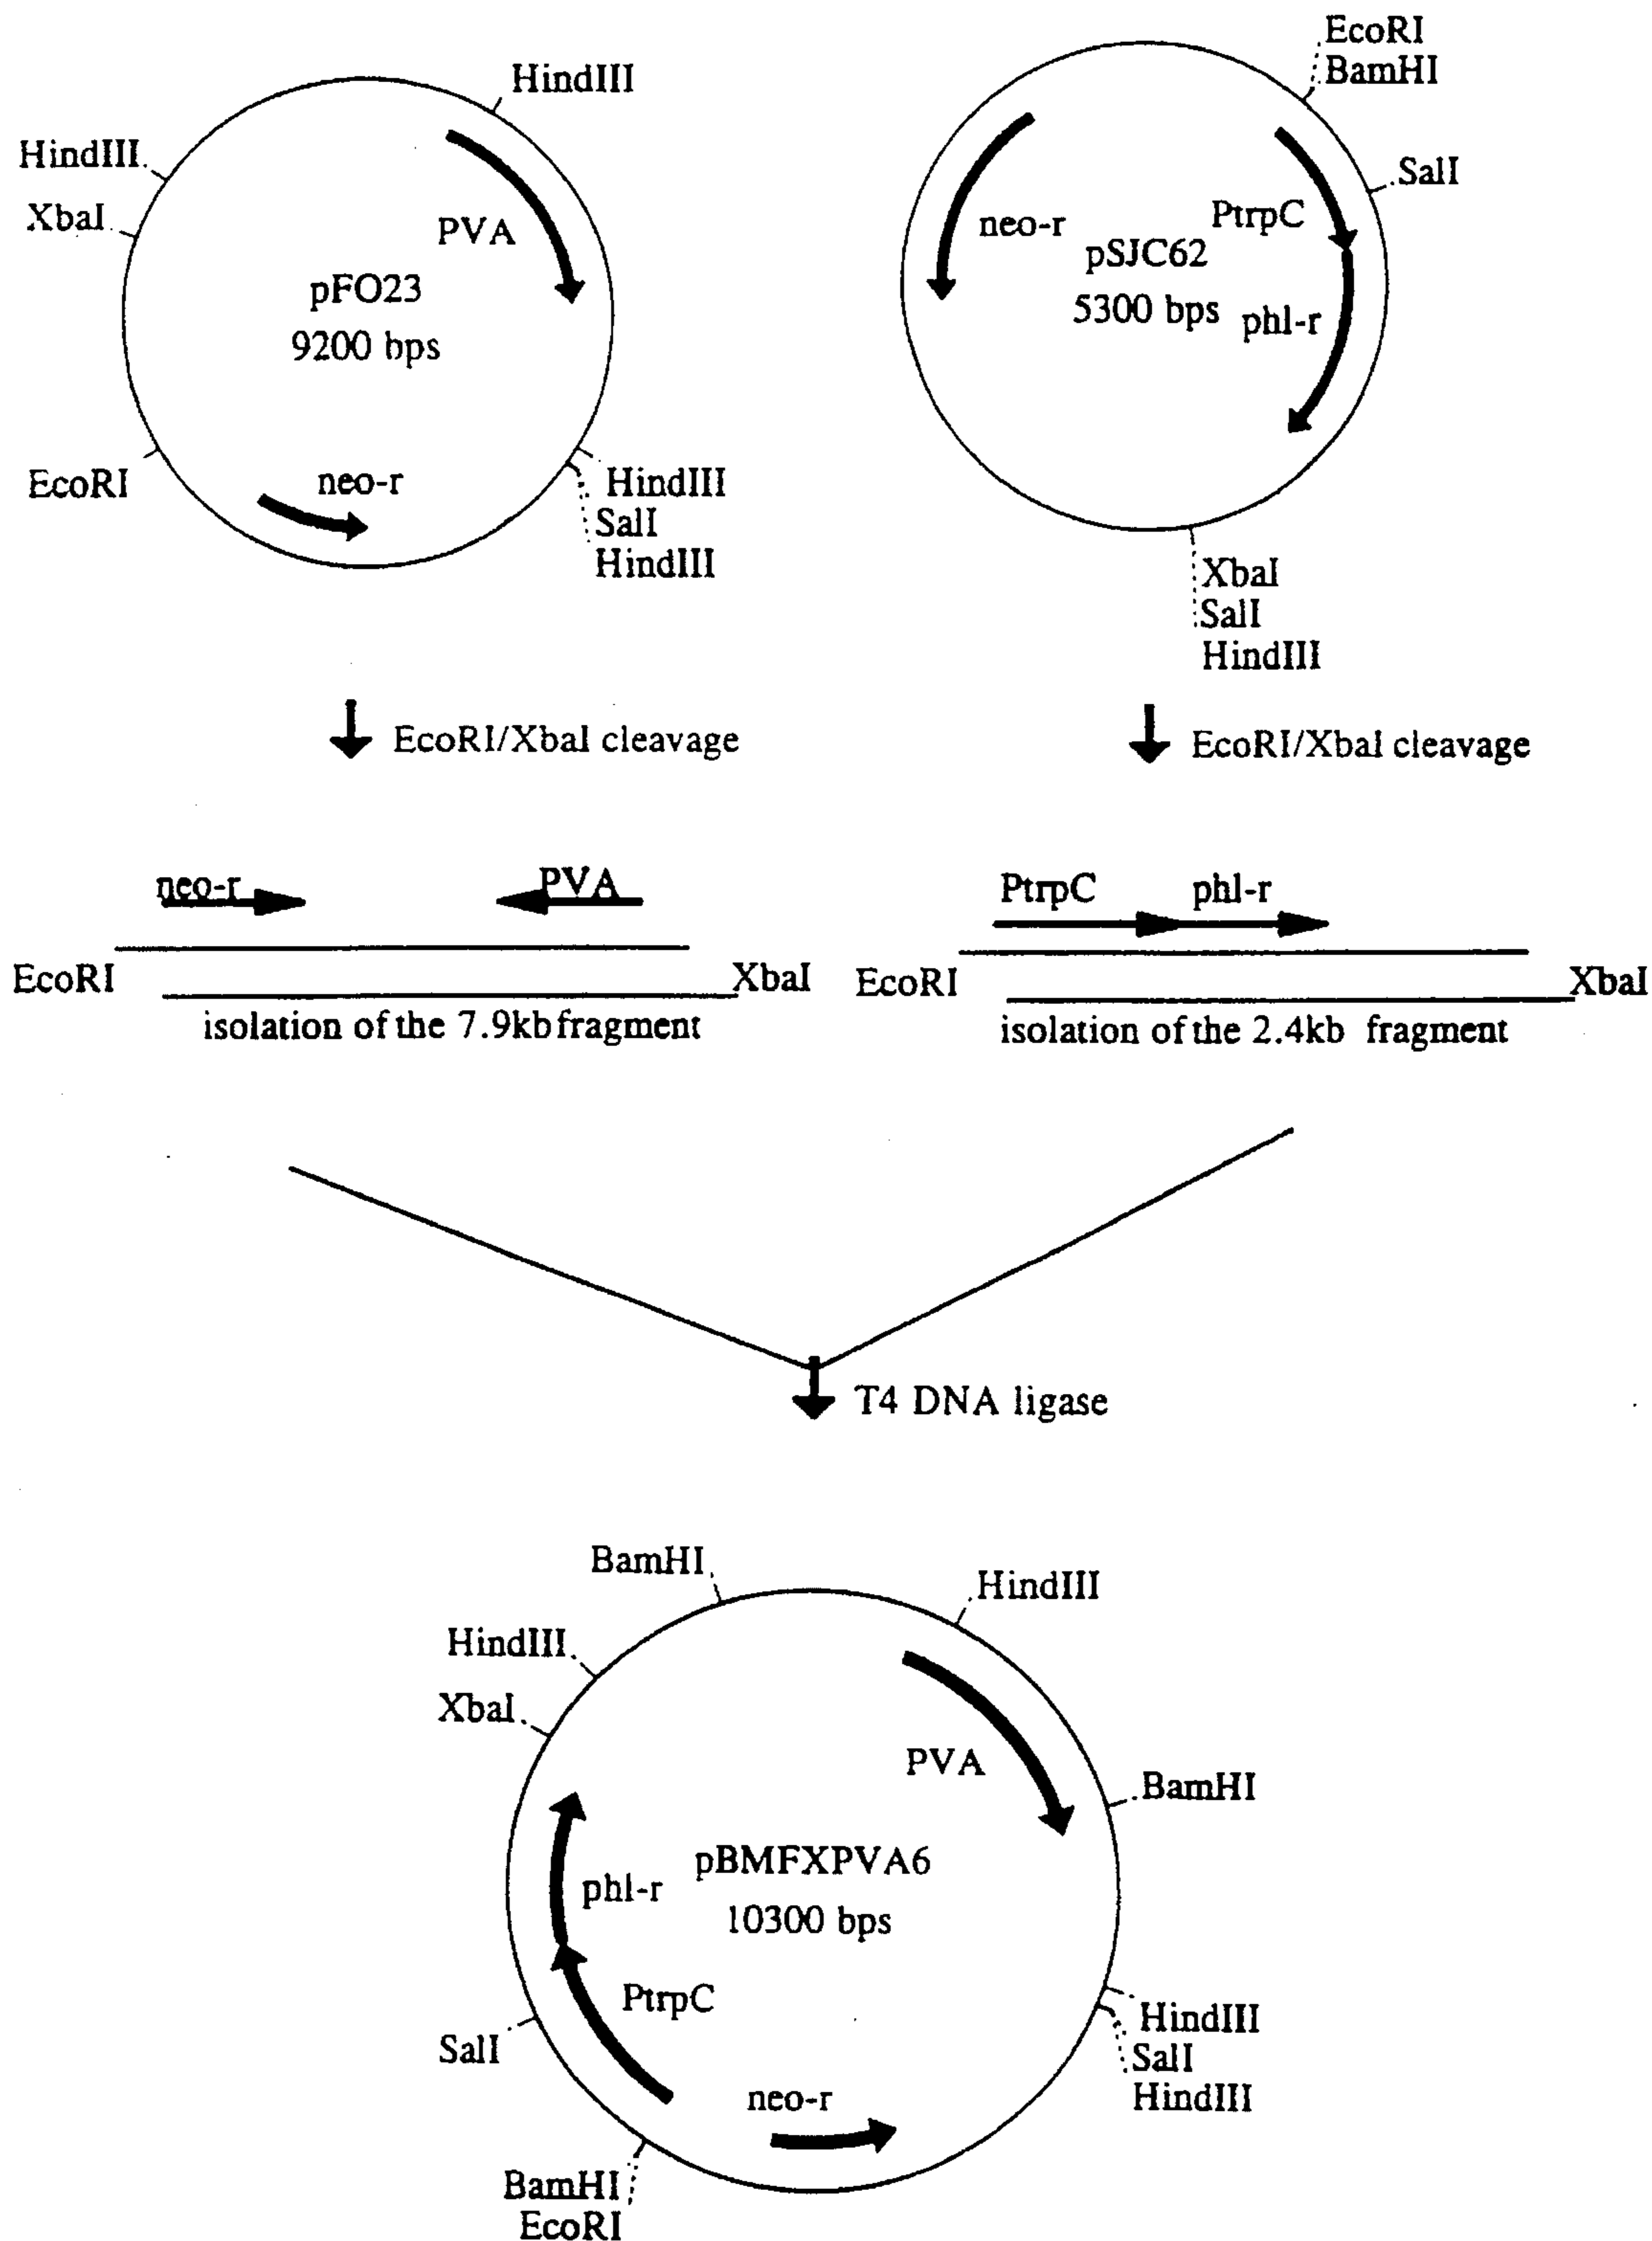 HindIII
HindIII
XbaI
PVA
pFO23
9200 bps
EcoRI
neo-r
HindIII
SalI
HindIII
EcoRI
BamHI
SalI
neo-r
PtrpC
pSJC62
5300 bps
phl-r
XbaI
SalI
HindIII
EcoRI/XbaI cleavage
EcoRI/XbaI cleavage
neo-r
PVA
EcoRI
XbaI
isolation of the 7.9kb fragment
PtrpC
phl-r
EcoRI
XbaI
isolation of the 2.4kb fragment
T4 DNA ligase
BamHI
HindIII
HindIII
XbaI
PVA
BamHI
pBMFXPVA6
10300 bps
phl-r
PtrpC
SalI
HindIII
SalI
HindIII
neo-r
BamHI
EcoRI